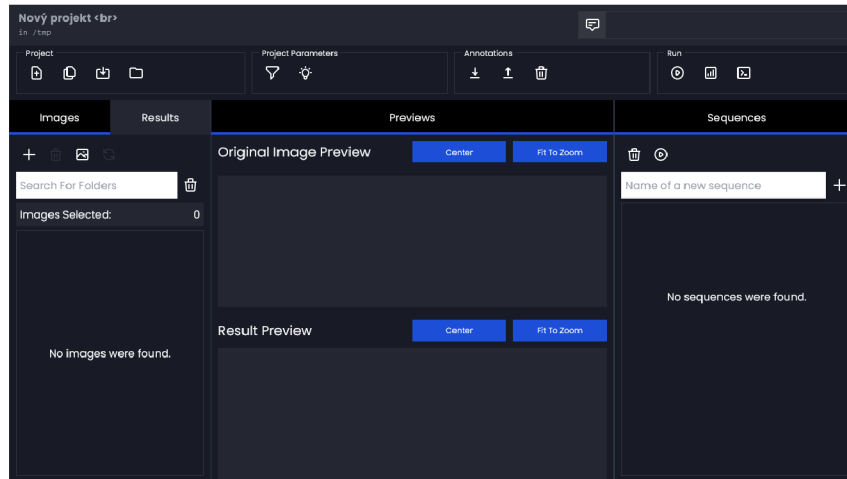 Nový projekt <br>
in /tmp
Project
Project Parameters
Annotations
Run
Images
Results
Previews
Sequences
Original Image Preview
Center
Fit To Zoom
Search For Folders
Name of a new sequence
Images Selected:
0
No sequences were found.
Result Preview
Center
Fit To Zoom
No images were found.